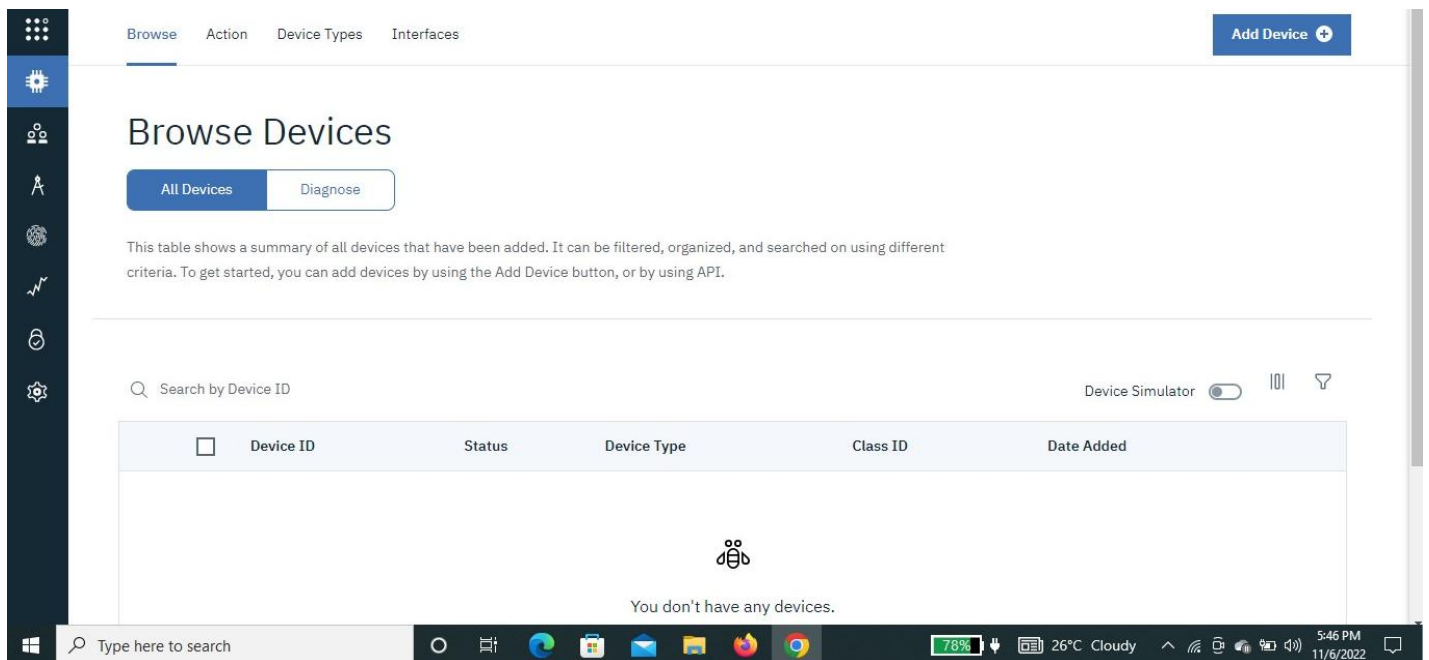 Browse Action Device Types Interfaces Add Device
Browse Devices
All Devices Diagnose
This table shows a summary of all devices that have been added. It can be filtered, organized, and searched on using different
criteria. To get started, you can add devices by using the Add Device button, or by using API.
Search by Device ID Device Simulator
Device ID Status Device Type Class ID Date Added
You don't have any devices.
Type here to search 78% 26°C Cloudy 5:46 PM
11/6/2022